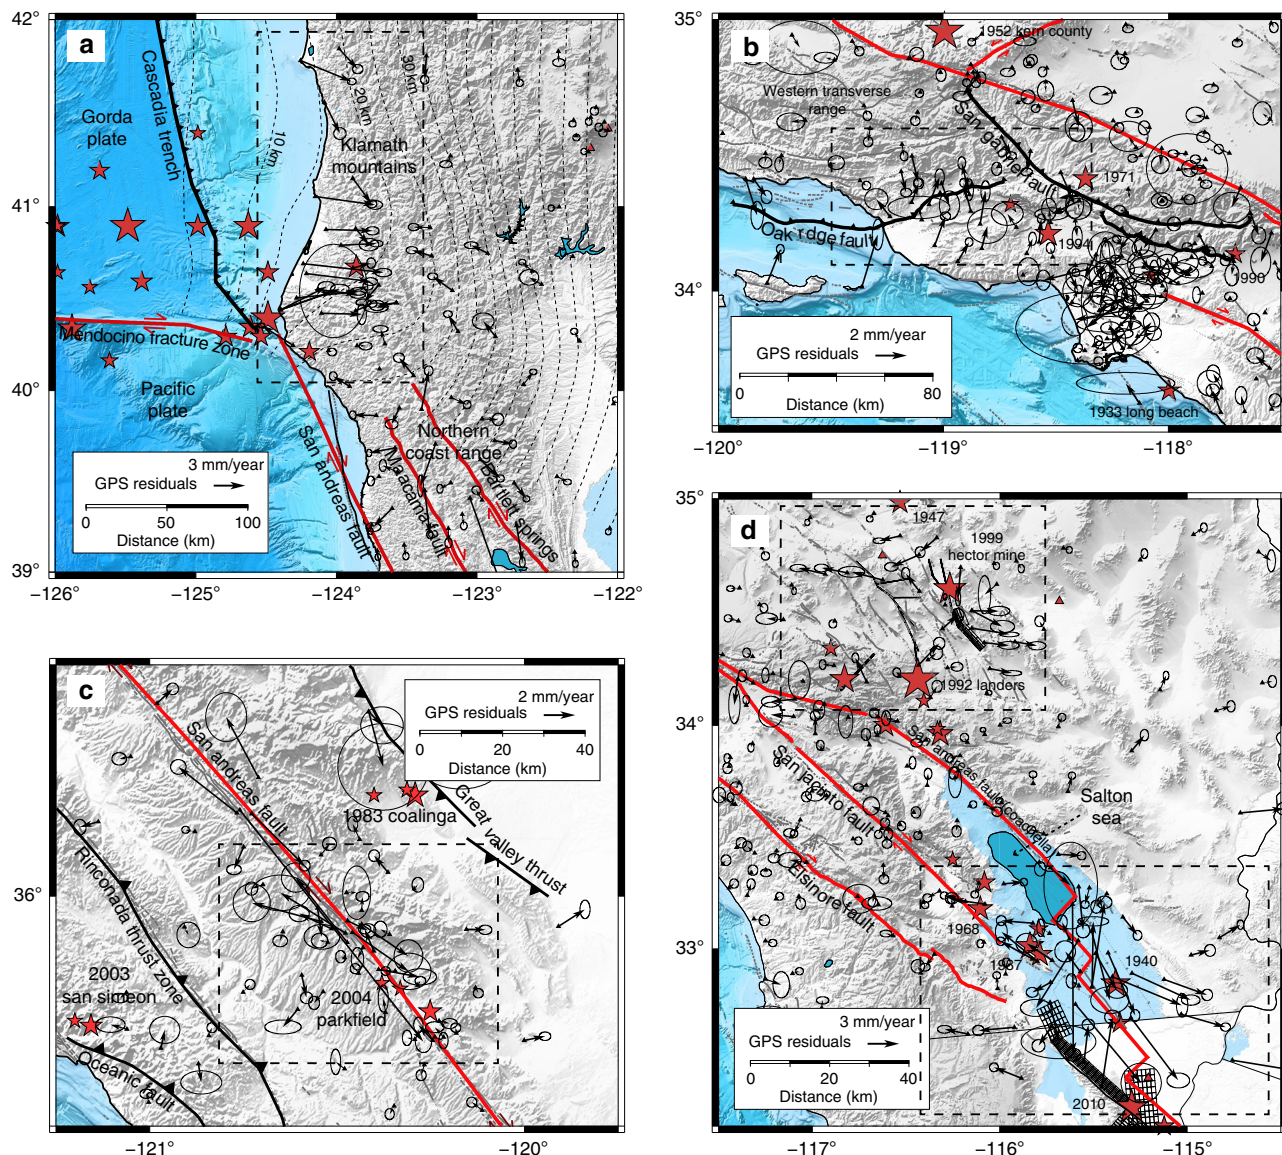 a
42°
41°
40°
39°
−126°
−125°
−124°
−123°
−122°
Cascadia trench
Gorda
plate
10 km
20 km
30 km
Klamath
mountains
Mendocino fracture zone
Pacific
plate
San andreas fault
Northern
coast range
Maacama fault
Bartlett springs
3 mm/year
GPS residuals
0 50 100
Distance (km)
b
35°
34°
−120°
−119°
−118°
1952 kern county
Western transverse
range
San gabriel fault
1971
1994
Oak rdge fault
1990
1933 long beach
2 mm/year
GPS residuals
0 80
Distance (km)
c
36°
−121°
−120°
2 mm/year
GPS residuals
0 20 40
Distance (km)
San andreas fault
1983 coalinga
Great valley thrust
Rinconada thrust zone
2003
san simeon
2004
parkfield
Oceanic fault
d
35°
34°
33°
−117°
−116°
−115°
1947
1999
hector mine
1992 landers
San andreas fault (Coachella)
San jacinto fault
Salton
sea
Elsinore fault
1968
1987
1940
2010
3 mm/year
GPS residuals
0 20 40
Distance (km)